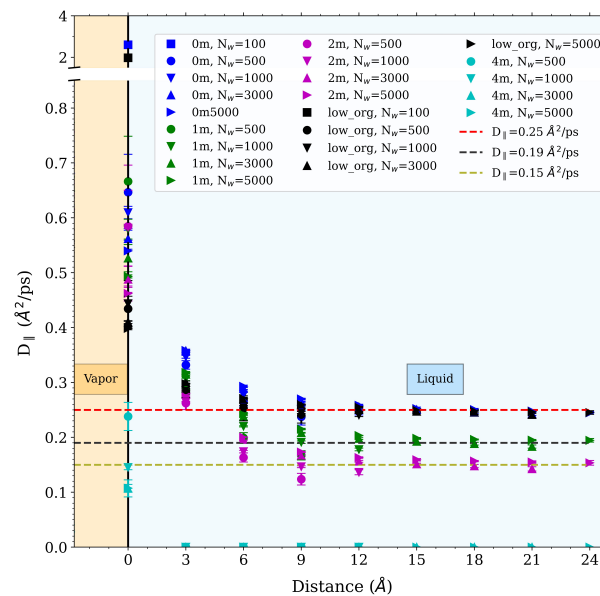 4
2
0m, N_w=100
0m, N_w=500
0m, N_w=1000
0m, N_w=3000
0m5000
1m, N_w=500
1m, N_w=1000
1m, N_w=3000
1m, N_w=5000
2m, N_w=500
2m, N_w=1000
2m, N_w=3000
2m, N_w=5000
low_org, N_w=100
low_org, N_w=500
low_org, N_w=1000
low_org, N_w=3000
low_org, N_w=5000
4m, N_w=500
4m, N_w=1000
4m, N_w=3000
4m, N_w=5000
D_∥=0.25 Å²/ps
D_∥=0.19 Å²/ps
D_∥=0.15 Å²/ps
0.8
0.7
0.6
0.5
0.4
0.3
0.2
0.1
0.0
D_∥ (Å²/ps)
Vapor
Liquid
0 3 6 9 12 15 18 21 24
Distance (Å)